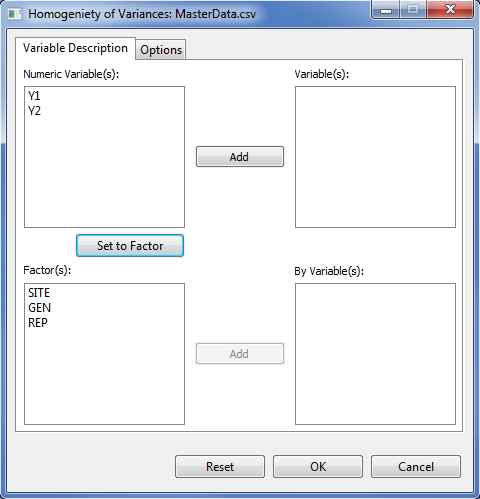 Homogeniety of Variances: MasterData.csv
Variable Description
Options
Numeric Variable(s):
Variable(s):
Y1
Y2
Add
Set to Factor
Factor(s):
By Variable(s):
SITE
GEN
REP
Add
Reset
OK
Cancel